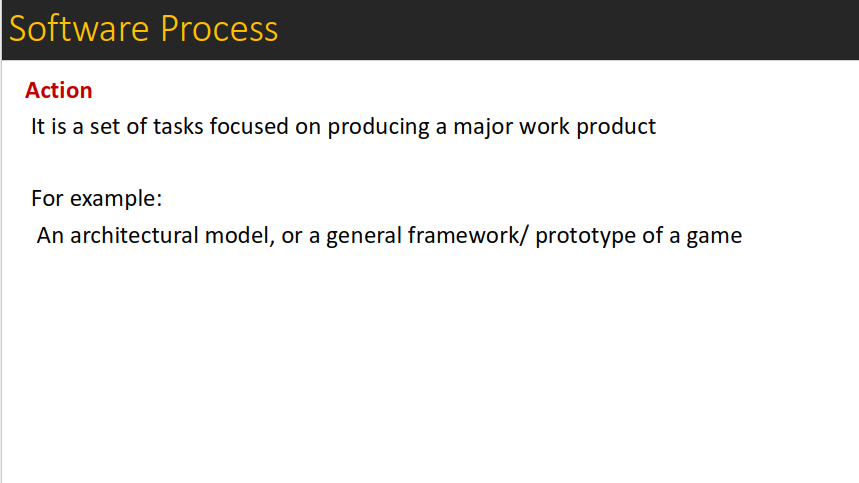 Software Process
Action
It is a set of tasks focused on producing a major work product
For example:
An architectural model, or a general framework/ prototype of a game